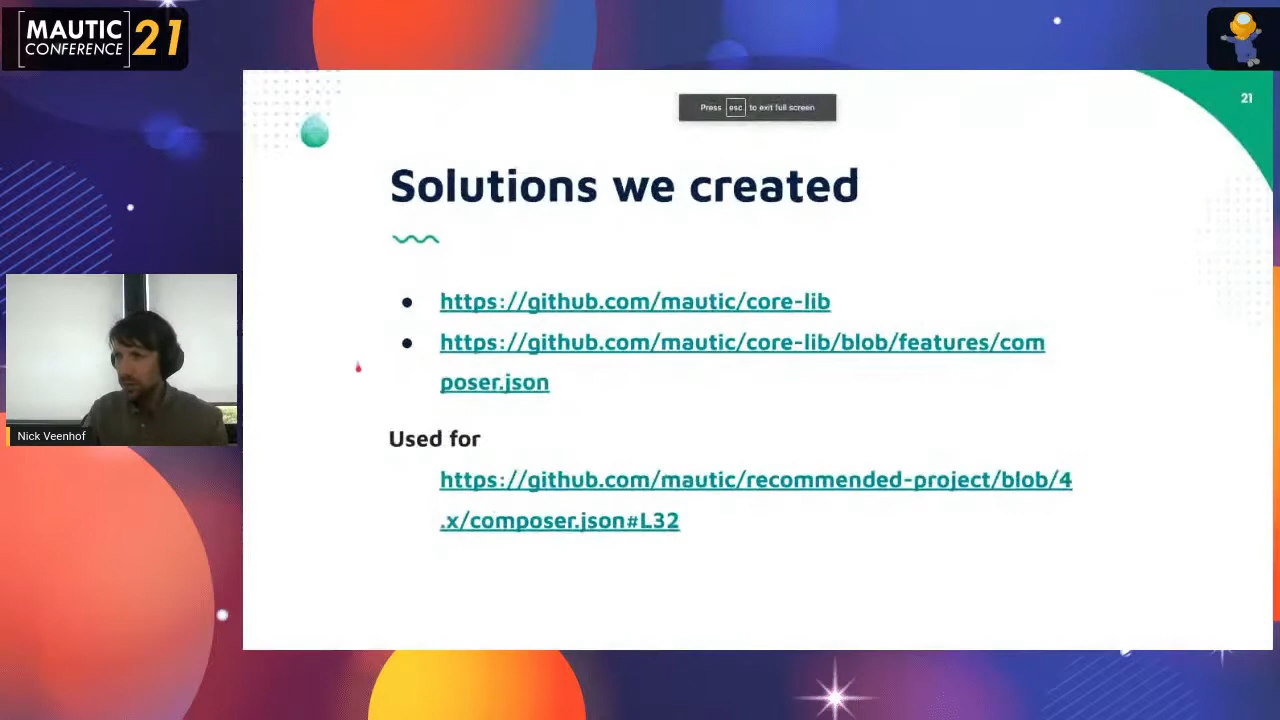 MAUTIC
CONFERENCE 21
21
Press esc to exit full screen
Solutions we created
https://github.com/mautic/core-lib
https://github.com/mautic/core-lib/blob/features/com
poser.json
Nick Veenhof
Used for
https://github.com/mautic/recommended-project/blob/4
.x/composer.json#L32